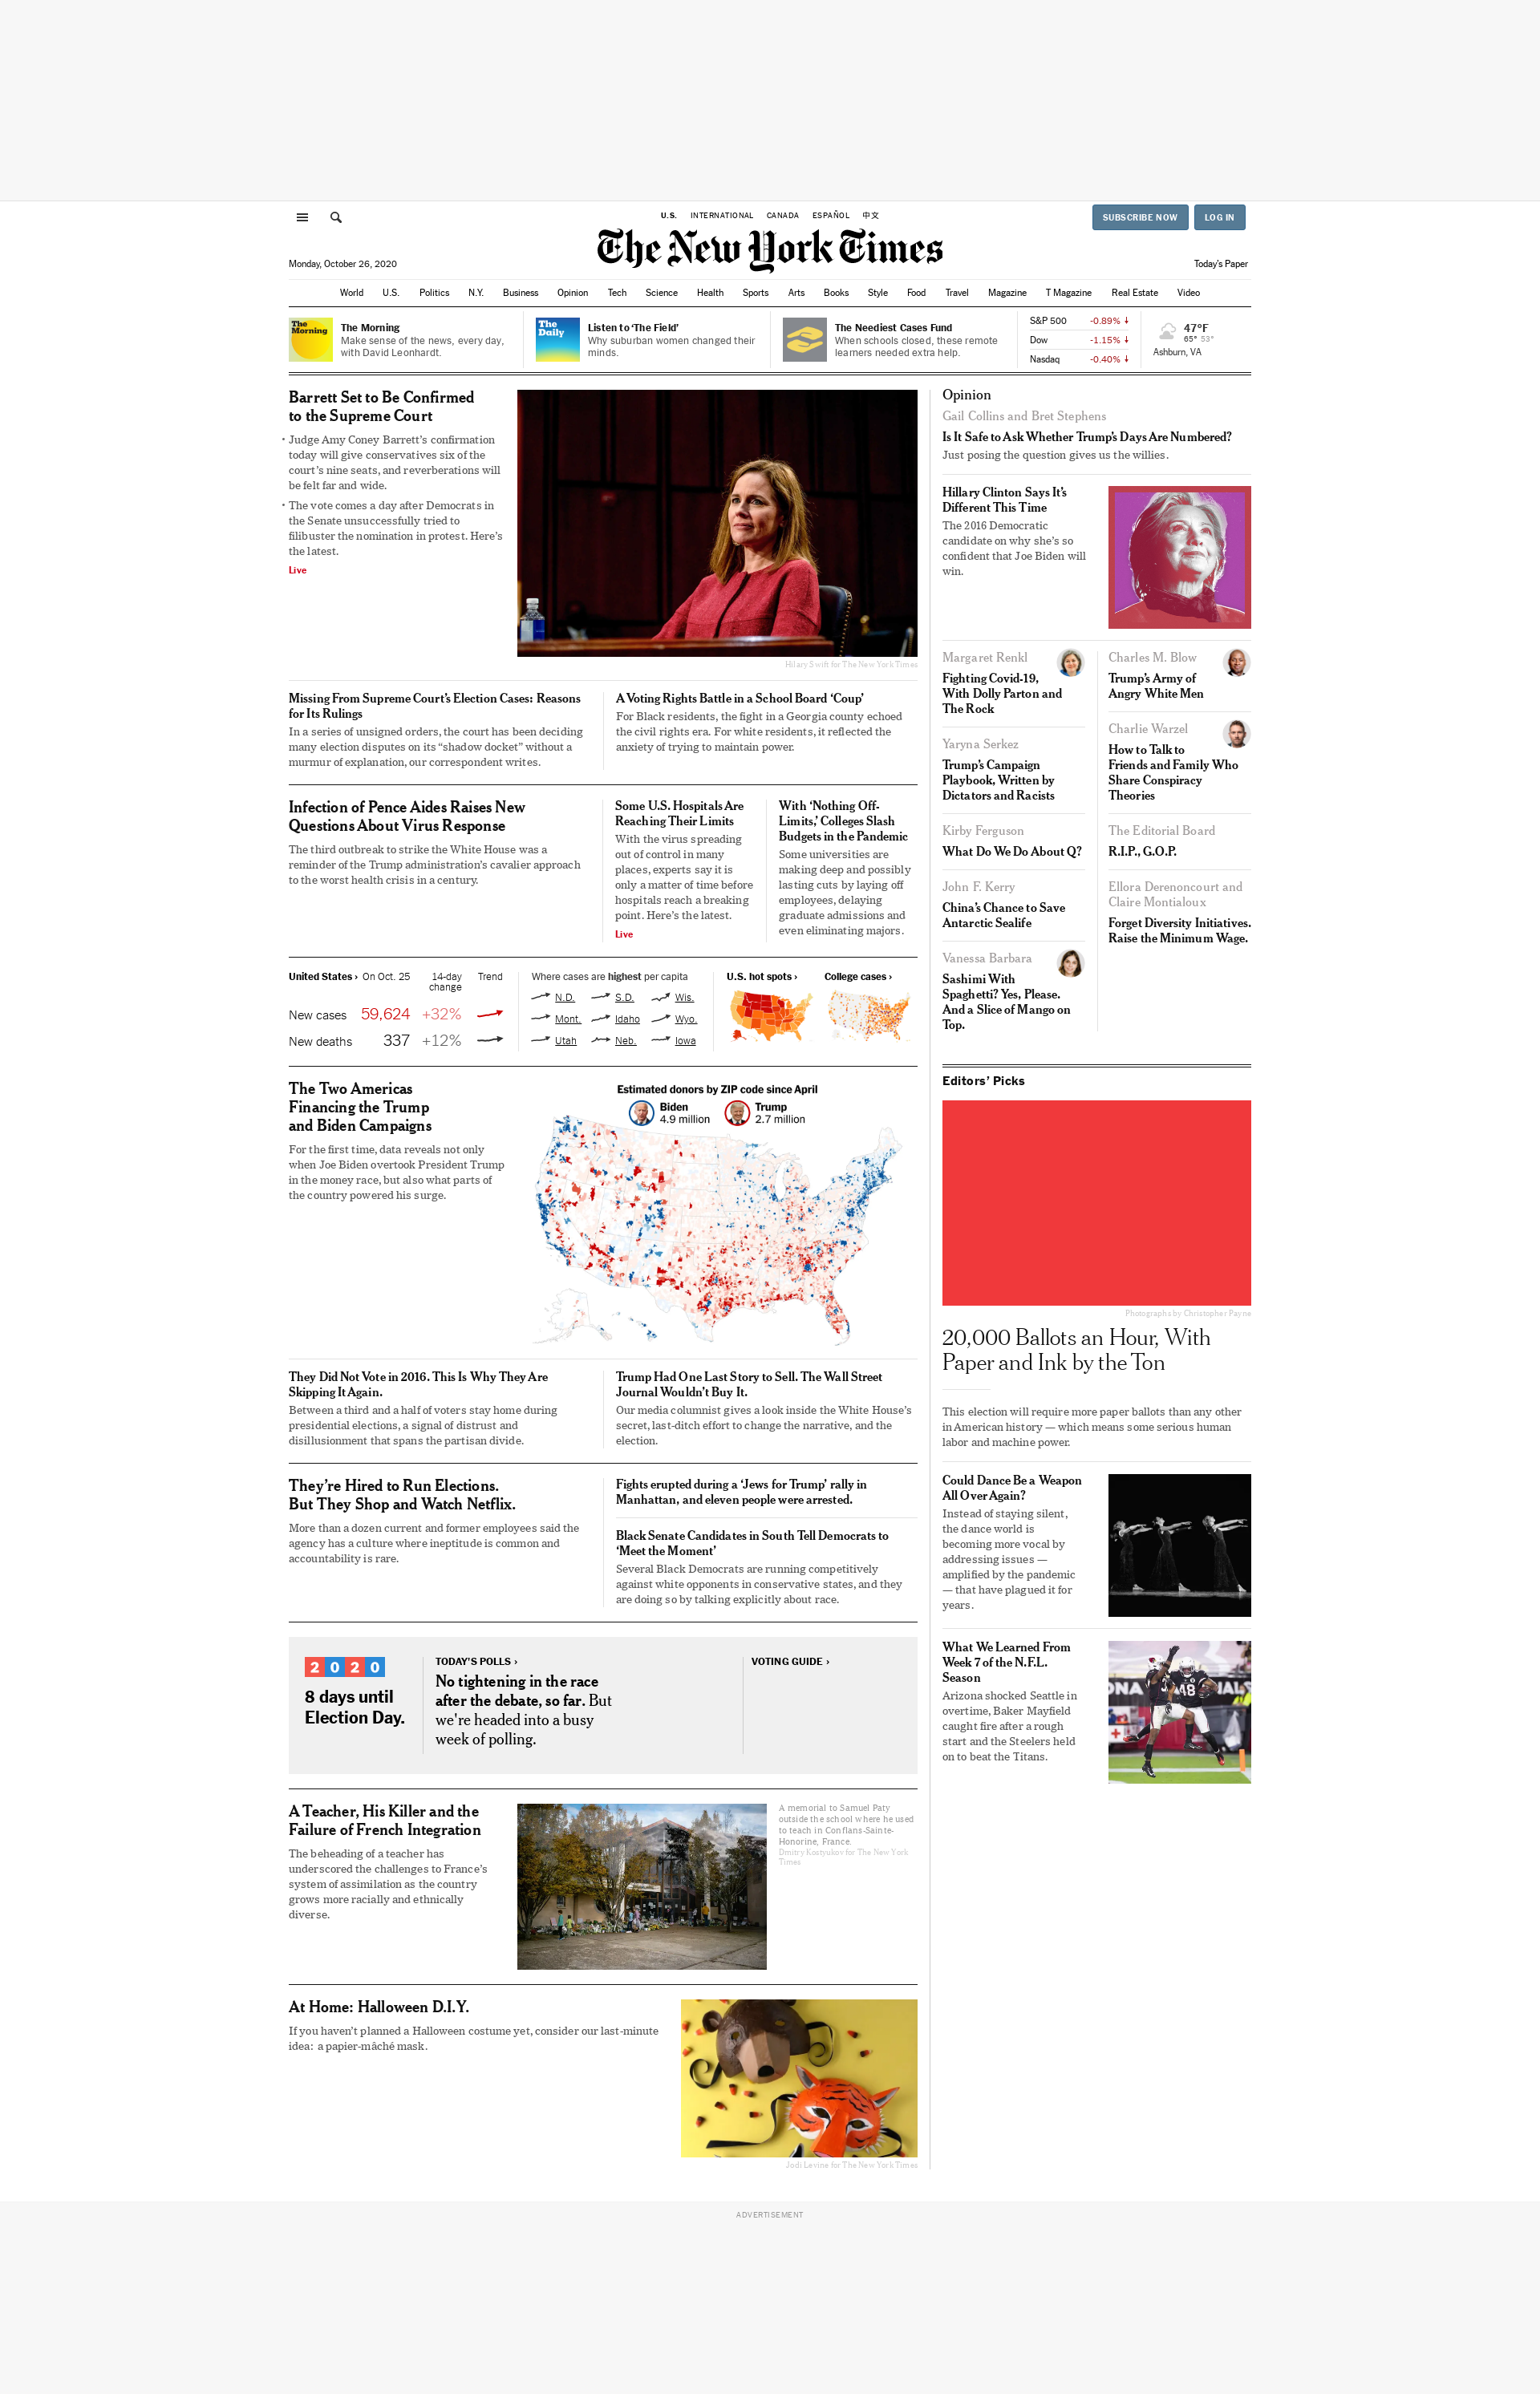 U.S. INTERNATIONAL CANADA ESPAÑOL 中文
SUBSCRIBE NOW LOG IN
The New York Times
Monday, October 26, 2020
Today's Paper
World U.S. Politics N.Y. Business Opinion Tech Science Health Sports Arts Books Style Food Travel Magazine T Magazine Real Estate Video
The Morning
The Morning
Make sense of the news, every day,
with David Leonhardt.
The Daily
Listen to ‘The Field’
Why suburban women changed their
minds.
The Neediest Cases Fund
When schools closed, these remote
learners needed extra help.
S&P 500 -0.89%
Dow -1.15%
Nasdaq -0.40%
47°F
65° 53°
Ashburn, VA
Barrett Set to Be Confirmed
to the Supreme Court
• Judge Amy Coney Barrett’s confirmation
today will give conservatives six of the
court’s nine seats, and reverberations will
be felt far and wide.
• The vote comes a day after Democrats in
the Senate unsuccessfully tried to
filibuster the nomination in protest. Here’s
the latest.
Live
Hilary Swift for The New York Times
Missing From Supreme Court’s Election Cases: Reasons
for Its Rulings
In a series of unsigned orders, the court has been deciding
many election disputes on its “shadow docket” without a
murmur of explanation, our correspondent writes.
A Voting Rights Battle in a School Board ‘Coup’
For Black residents, the fight in a Georgia county echoed
the civil rights era. For white residents, it reflected the
anxiety of trying to maintain power.
Infection of Pence Aides Raises New
Questions About Virus Response
The third outbreak to strike the White House was a
reminder of the Trump administration’s cavalier approach
to the worst health crisis in a century.
Some U.S. Hospitals Are
Reaching Their Limits
With the virus spreading
out of control in many
places, experts say it is
only a matter of time before
hospitals reach a breaking
point. Here’s the latest.
Live
With ‘Nothing Off-
Limits,’ Colleges Slash
Budgets in the Pandemic
Some universities are
making deep and possibly
lasting cuts by laying off
employees, delaying
graduate admissions and
even eliminating majors.
United States › On Oct. 25 14-day Trend
change
New cases 59,624 +32%
New deaths 337 +12%
Where cases are highest per capita
N.D. S.D. Wis.
Mont. Idaho Wyo.
Utah Neb. Iowa
U.S. hot spots › College cases ›
The Two Americas
Financing the Trump
and Biden Campaigns
For the first time, data reveals not only
when Joe Biden overtook President Trump
in the money race, but also what parts of
the country powered his surge.
Estimated donors by ZIP code since April
Biden Trump
4.9 million 2.7 million
They Did Not Vote in 2016. This Is Why They Are
Skipping It Again.
Between a third and a half of voters stay home during
presidential elections, a signal of distrust and
disillusionment that spans the partisan divide.
Trump Had One Last Story to Sell. The Wall Street
Journal Wouldn’t Buy It.
Our media columnist gives a look inside the White House’s
secret, last-ditch effort to change the narrative, and the
election.
They’re Hired to Run Elections.
But They Shop and Watch Netflix.
More than a dozen current and former employees said the
agency has a culture where ineptitude is common and
accountability is rare.
Fights erupted during a ‘Jews for Trump’ rally in
Manhattan, and eleven people were arrested.
Black Senate Candidates in South Tell Democrats to
‘Meet the Moment’
Several Black Democrats are running competitively
against white opponents in conservative states, and they
are doing so by talking explicitly about race.
2020
8 days until
Election Day.
TODAY’S POLLS ›
No tightening in the race
after the debate, so far. But
we're headed into a busy
week of polling.
VOTING GUIDE ›
A Teacher, His Killer and the
Failure of French Integration
The beheading of a teacher has
underscored the challenges to France’s
system of assimilation as the country
grows more racially and ethnically
diverse.
A memorial to Samuel Paty
outside the school where he used
to teach in Conflans-Sainte-
Honorine, France.
Dmitry Kostyukov for The New York
Times
At Home: Halloween D.I.Y.
If you haven’t planned a Halloween costume yet, consider our last-minute
idea: a papier-mâché mask.
Jodi Levine for The New York Times
Opinion
Gail Collins and Bret Stephens
Is It Safe to Ask Whether Trump’s Days Are Numbered?
Just posing the question gives us the willies.
Hillary Clinton Says It’s
Different This Time
The 2016 Democratic
candidate on why she’s so
confident that Joe Biden will
win.
Margaret Renkl
Fighting Covid-19,
With Dolly Parton and
The Rock
Yaryna Serkez
Trump’s Campaign
Playbook, Written by
Dictators and Racists
Kirby Ferguson
What Do We Do About Q?
John F. Kerry
China’s Chance to Save
Antarctic Sealife
Vanessa Barbara
Sashimi With
Spaghetti? Yes, Please.
And a Slice of Mango on
Top.
Charles M. Blow
Trump’s Army of
Angry White Men
Charlie Warzel
How to Talk to
Friends and Family Who
Share Conspiracy
Theories
The Editorial Board
R.I.P., G.O.P.
Ellora Derenoncourt and
Claire Montialoux
Forget Diversity Initiatives.
Raise the Minimum Wage.
Editors’ Picks
Photographs by Christopher Payne
20,000 Ballots an Hour, With
Paper and Ink by the Ton
This election will require more paper ballots than any other
in American history — which means some serious human
labor and machine power.
Could Dance Be a Weapon
All Over Again?
Instead of staying silent,
the dance world is
becoming more vocal by
addressing issues —
amplified by the pandemic
— that have plagued it for
years.
What We Learned From
Week 7 of the N.F.L.
Season
Arizona shocked Seattle in
overtime, Baker Mayfield
caught fire after a rough
start and the Steelers held
on to beat the Titans.
ADVERTISEMENT